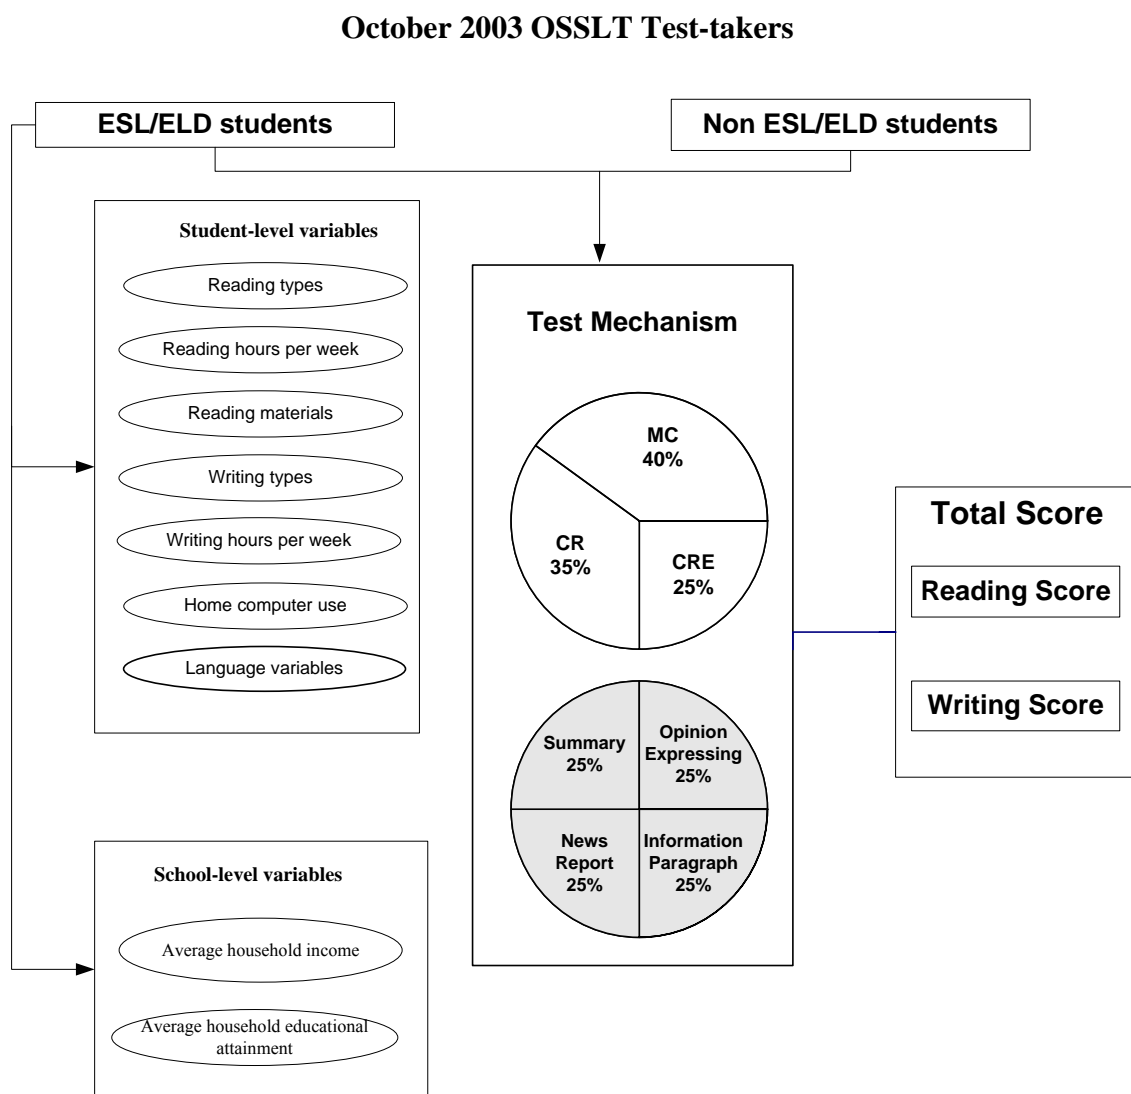 October 2003 OSSLT Test-takers
ESL/ELD students
Non ESL/ELD students
Student-level variables
Reading types
Reading hours per week
Reading materials
Writing types
Writing hours per week
Home computer use
Language variables
Test Mechanism
MC
40%
CR
35%
CRE
25%
Summary
25%
Opinion
Expressing
25%
News
Report
25%
Information
Paragraph
25%
Total Score
Reading Score
Writing Score
School-level variables
Average household income
Average household educational
attainment